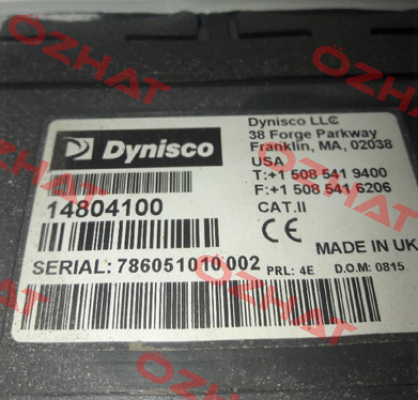 OZHAT OZHAT
Dynisco
Dynisco LLC
38 Forge Parkway
Franklin, MA, 02038
USA
T:+1 508 541 9400
F:+1 508 541 6206
CAT.II
14804100
CE
MADE IN UK
SERIAL: 786051010 002 PRL: 4E D.O.M: 0815
OZHAT OZHAT